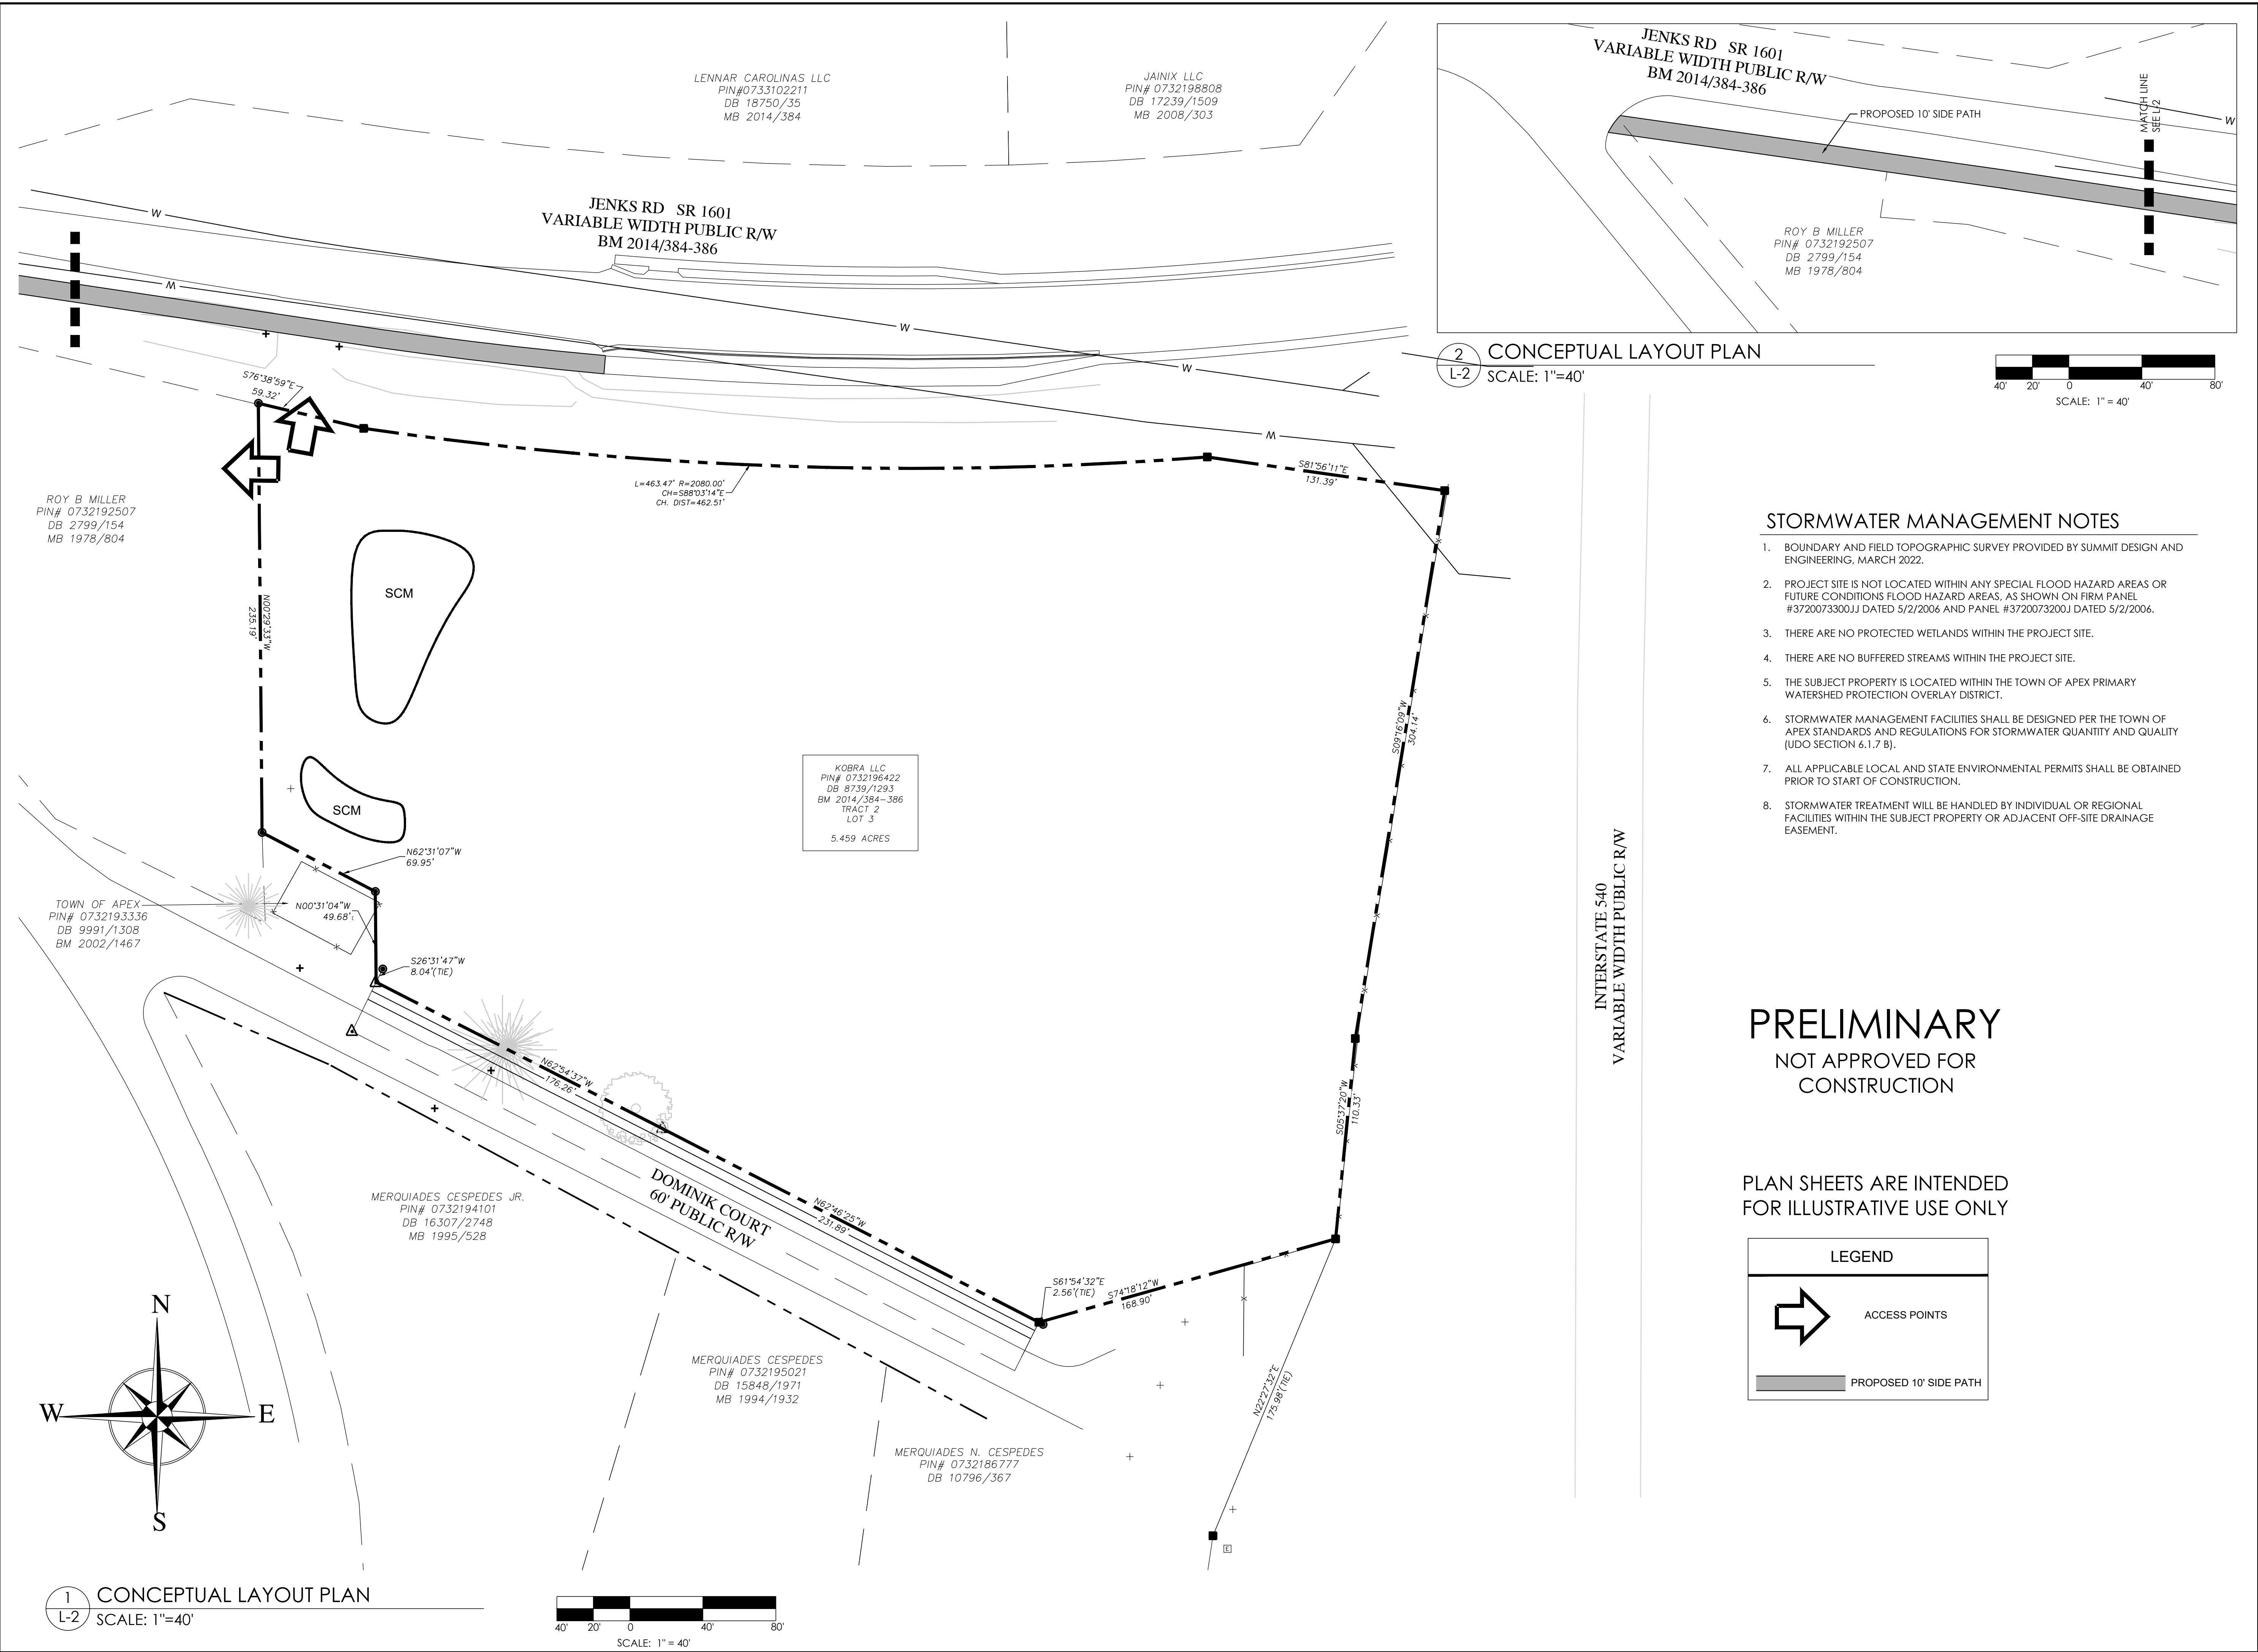 LENNAR CAROLINAS LLC
PIN#0733102211
DB 18750/35
MB 2014/384
JAINIX LLC
PIN# 0732198808
DB 17239/1509
MB 2008/303
JENKS RD SR 1601
VARIABLE WIDTH PUBLIC R/W
BM 2014/384-386
W
W
W
W
W
S76°38'59"E
59.32'
L=463.47' R=2080.00'
CH=S88°03'14"E
CH. DIST=462.51'
S81°56'11"E
131.39'
ROY B MILLER
PIN# 0732192507
DB 2799/154
MB 1978/804
N00°29'33"W
235.19'
SCM
SCM
KOBRA LLC
PIN# 0732196422
DB 8739/1293
BM 2014/384-386
TRACT 2
LOT 3
5.459 ACRES
S09°16'09"W
304.14'
N62°31'07"W
69.95'
TOWN OF APEX
PIN# 0732193336
DB 9991/1308
BM 2002/1467
N00°31'04"W
49.68'
S26°31'47"W
8.04'(TIE)
N62°54'37"W
176.26'
S05°37'20"W
110.33'
MERQUIADES CESPEDES JR.
PIN# 0732194101
DB 16307/2748
MB 1995/528
DOMINIK COURT
60' PUBLIC R/W
N62°46'25"W
231.89'
S61°54'32"E
2.56'(TIE)
S74°18'12"W
168.90'
MERQUIADES CESPEDES
PIN# 0732195021
DB 15848/1971
MB 1994/1932
N22°27'32"E
175.98'(TIE)
MERQUIADES N. CESPEDES
PIN# 0732186777
DB 10796/367
E
N
W
E
S
1
L-2
CONCEPTUAL LAYOUT PLAN
SCALE: 1"=40'
40' 20' 0 40' 80'
SCALE: 1" = 40'
JENKS RD SR 1601
VARIABLE WIDTH PUBLIC R/W
BM 2014/384-386
PROPOSED 10' SIDE PATH
MATCH LINE
SEE L-2
W
ROY B MILLER
PIN# 0732192507
DB 2799/154
MB 1978/804
2
L-2
CONCEPTUAL LAYOUT PLAN
SCALE: 1"=40'
40' 20' 0 40' 80'
SCALE: 1" = 40'
INTERSTATE 540
VARIABLE WIDTH PUBLIC R/W
STORMWATER MANAGEMENT NOTES
1. BOUNDARY AND FIELD TOPOGRAPHIC SURVEY PROVIDED BY SUMMIT DESIGN AND
ENGINEERING, MARCH 2022.
2. PROJECT SITE IS NOT LOCATED WITHIN ANY SPECIAL FLOOD HAZARD AREAS OR
FUTURE CONDITIONS FLOOD HAZARD AREAS, AS SHOWN ON FIRM PANEL
#3720073300JJ DATED 5/2/2006 AND PANEL #3720073200J DATED 5/2/2006.
3. THERE ARE NO PROTECTED WETLANDS WITHIN THE PROJECT SITE.
4. THERE ARE NO BUFFERED STREAMS WITHIN THE PROJECT SITE.
5. THE SUBJECT PROPERTY IS LOCATED WITHIN THE TOWN OF APEX PRIMARY
WATERSHED PROTECTION OVERLAY DISTRICT.
6. STORMWATER MANAGEMENT FACILITIES SHALL BE DESIGNED PER THE TOWN OF
APEX STANDARDS AND REGULATIONS FOR STORMWATER QUANTITY AND QUALITY
(UDO SECTION 6.1.7 B).
7. ALL APPLICABLE LOCAL AND STATE ENVIRONMENTAL PERMITS SHALL BE OBTAINED
PRIOR TO START OF CONSTRUCTION.
8. STORMWATER TREATMENT WILL BE HANDLED BY INDIVIDUAL OR REGIONAL
FACILITIES WITHIN THE SUBJECT PROPERTY OR ADJACENT OFF-SITE DRAINAGE
EASEMENT.
PRELIMINARY
NOT APPROVED FOR
CONSTRUCTION
PLAN SHEETS ARE INTENDED
FOR ILLUSTRATIVE USE ONLY
LEGEND
ACCESS POINTS
PROPOSED 10' SIDE PATH